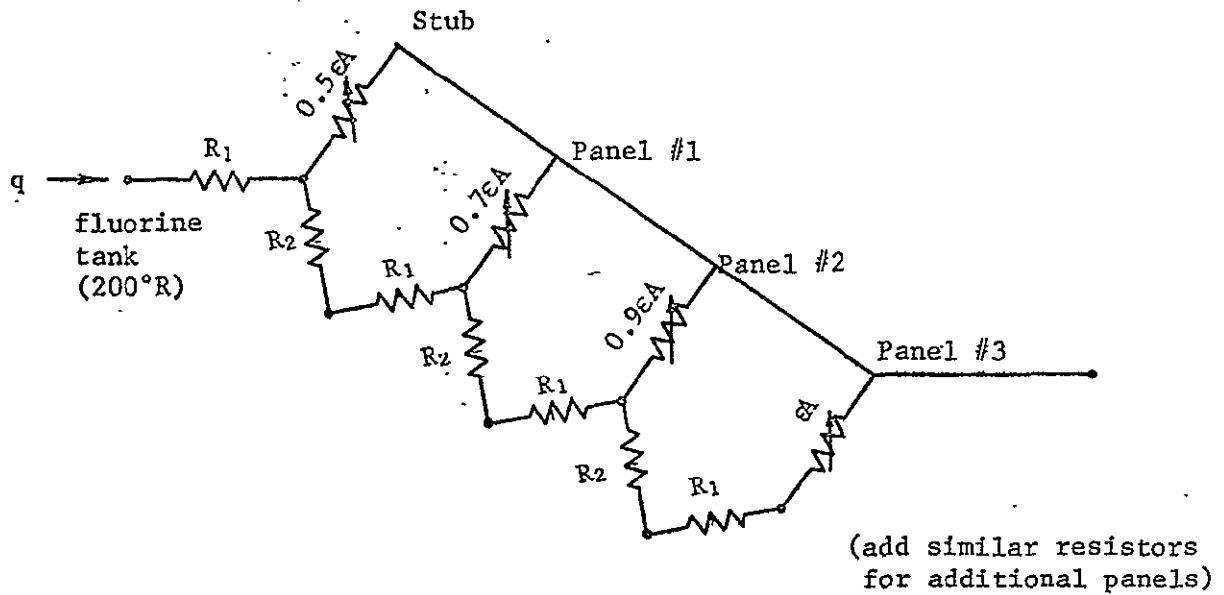 Stub
0.5εA
R1
q
Panel #1
fluorine
tank
(200°R)
R2
0.7εA
R1
Panel #2
R2
0.9εA
R1
Panel #3
R2
εA
R1
(add similar resistors
for additional panels)